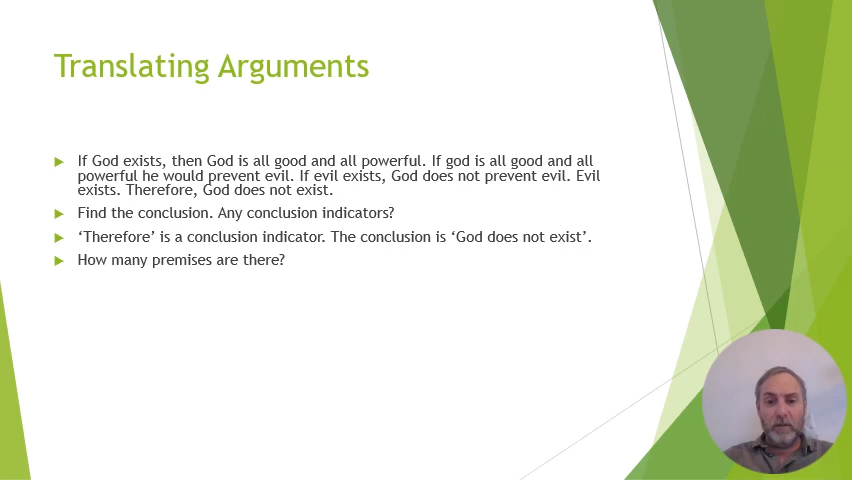 Translating Arguments
If God exists, then God is all good and all powerful. If god is all good and all
powerful he would prevent evil. If evil exists, God does not prevent evil. Evil
exists. Therefore, God does not exist.
Find the conclusion. Any conclusion indicators?
‘Therefore’ is a conclusion indicator. The conclusion is ‘God does not exist’.
How many premises are there?